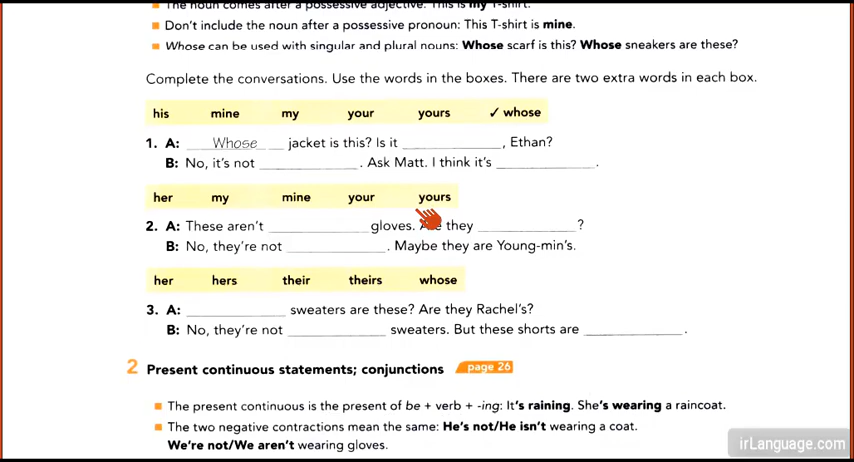 The noun comes after a possessive adjective: This is my T-shirt.
Don't include the noun after a possessive pronoun: This T-shirt is mine.
Whose can be used with singular and plural nouns: Whose scarf is this? Whose sneakers are these?
Complete the conversations. Use the words in the boxes. There are two extra words in each box.
his mine my your yours ✓ whose
1. A: Whose jacket is this? Is it ____________, Ethan?
B: No, it's not ____________. Ask Matt. I think it's ____________.
her my mine your yours
2. A: These aren't ____________ gloves. Are they ____________?
B: No, they're not ____________. Maybe they are Young-min's.
her hers their theirs whose
3. A: ____________ sweaters are these? Are they Rachel's?
B: No, they're not ____________ sweaters. But these shorts are ____________.
2 Present continuous statements; conjunctions page 26
The present continuous is the present of be + verb + -ing: It's raining. She's wearing a raincoat.
The two negative contractions mean the same: He's not/He isn't wearing a coat.
We're not/We aren't wearing gloves.
irLanguage.com